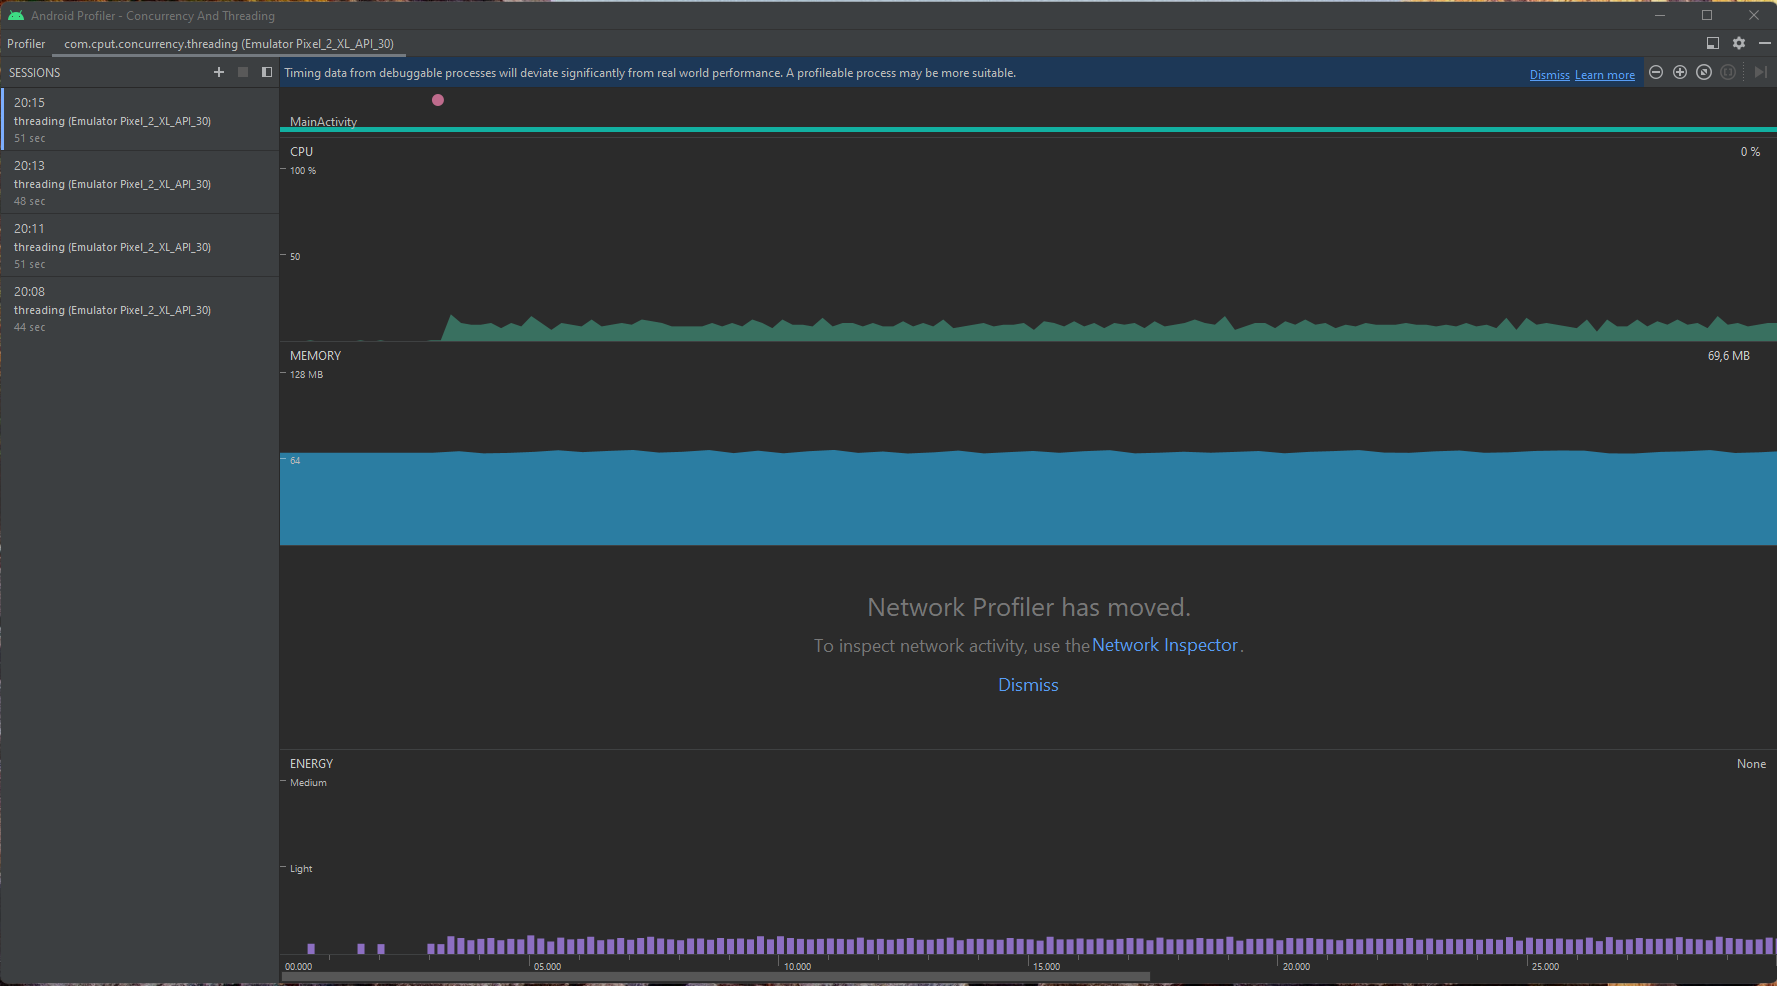 Android Profiler - Concurrency And Threading
Profiler com.cput.concurrency.threading (Emulator Pixel_2_XL_API_30)
SESSIONS
20:15
threading (Emulator Pixel_2_XL_API_30)
51 sec
20:13
threading (Emulator Pixel_2_XL_API_30)
48 sec
20:11
threading (Emulator Pixel_2_XL_API_30)
51 sec
20:08
threading (Emulator Pixel_2_XL_API_30)
44 sec
Timing data from debuggable processes will deviate significantly from real world performance. A profileable process may be more suitable. Dismiss Learn more
MainActivity
CPU 0 %
100 %
50
MEMORY 69,6 MB
128 MB
64
Network Profiler has moved.
To inspect network activity, use the Network Inspector.
Dismiss
ENERGY None
Medium
Light
00.000 05.000 10.000 15.000 20.000 25.000